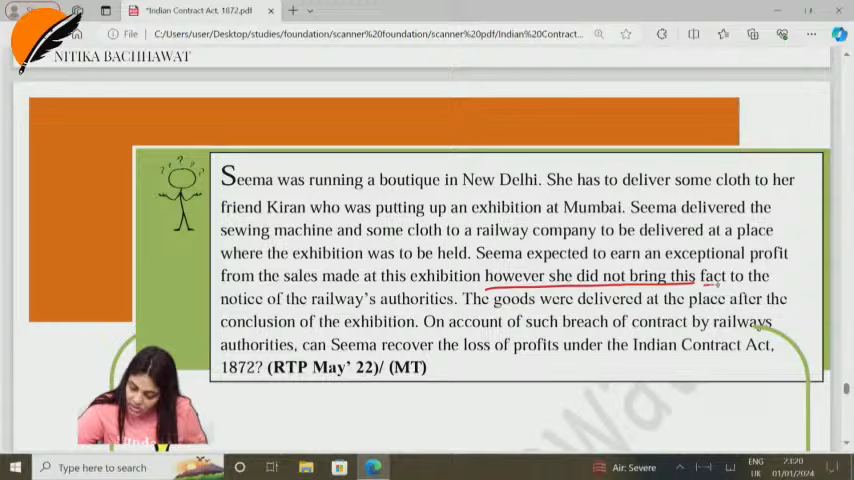 *Indian Contract Act, 1872.pdf
File
C:/Users/user/Desktop/studies/foundation/scanner%20foundation/scanner%20pdf/Indian%20Contract...
NITIKA BACHHAWAT
Seema was running a boutique in New Delhi. She has to deliver some cloth to her
friend Kiran who was putting up an exhibition at Mumbai. Seema delivered the
sewing machine and some cloth to a railway company to be delivered at a place
where the exhibition was to be held. Seema expected to earn an exceptional profit
from the sales made at this exhibition however she did not bring this fact to the
notice of the railway's authorities. The goods were delivered at the place after the
conclusion of the exhibition. On account of such breach of contract by railways
authorities, can Seema recover the loss of profits under the Indian Contract Act,
1872? (RTP May' 22)/ (MT)
Type here to search
Air: Severe
ENG
UK
23:20
01/01/2024